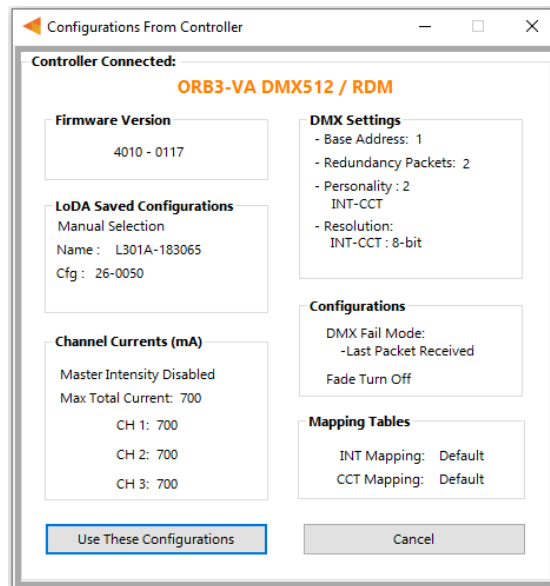 Configurations From Controller
Controller Connected:
ORB3-VA DMX512 / RDM
Firmware Version
4010 - 0117
LoDA Saved Configurations
Manual Selection
Name : L301A-183065
Cfg : 26-0050
Channel Currents (mA)
Master Intensity Disabled
Max Total Current: 700
CH 1: 700
CH 2: 700
CH 3: 700
DMX Settings
- Base Address: 1
- Redundancy Packets: 2
- Personality : 2
INT-CCT
- Resolution:
INT-CCT : 8-bit
Configurations
DMX Fail Mode:
-Last Packet Received
Fade Turn Off
Mapping Tables
INT Mapping: Default
CCT Mapping: Default
Use These Configurations
Cancel